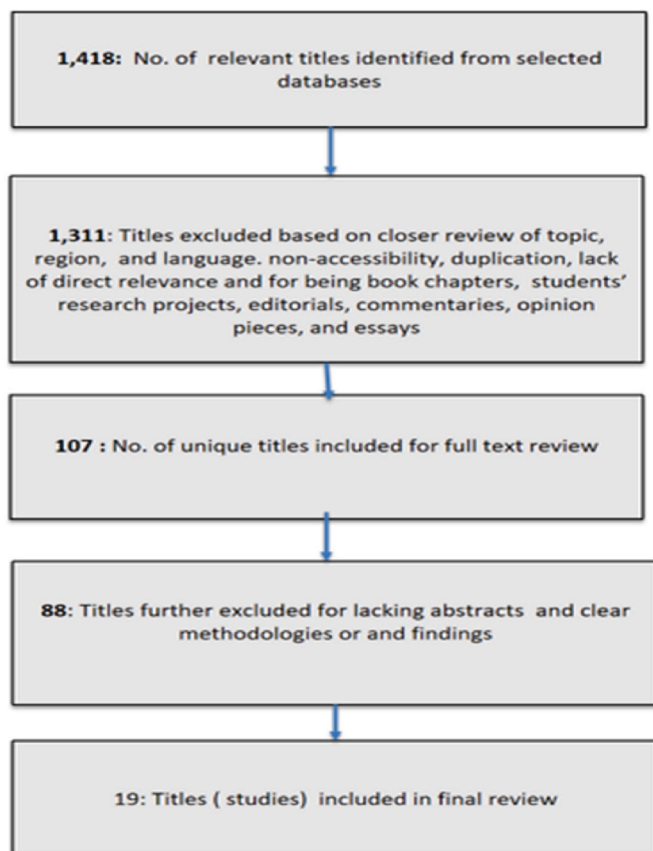 1,418: No. of relevant titles identified from selected
databases
1,311: Titles excluded based on closer review of topic,
region, and language. non-accessibility, duplication, lack
of direct relevance and for being book chapters, students’
research projects, editorials, commentaries, opinion
pieces, and essays
107 : No. of unique titles included for full text review
88: Titles further excluded for lacking abstracts and clear
methodologies or and findings
19: Titles ( studies) included in final review